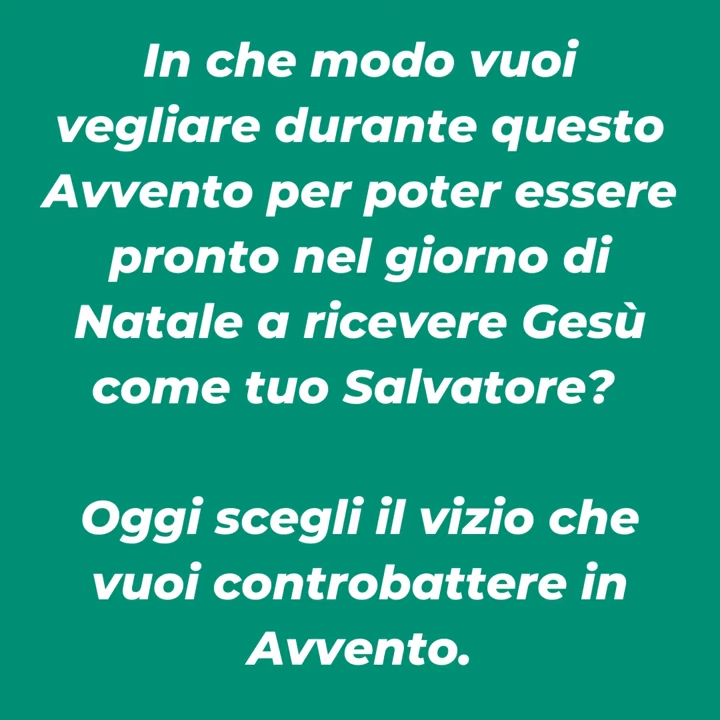 In che modo vuoi
vegliare durante questo
Avvento per poter essere
pronto nel giorno di
Natale a ricevere Gesù
come tuo Salvatore?
Oggi scegli il vizio che
vuoi controbattere in
Avvento.